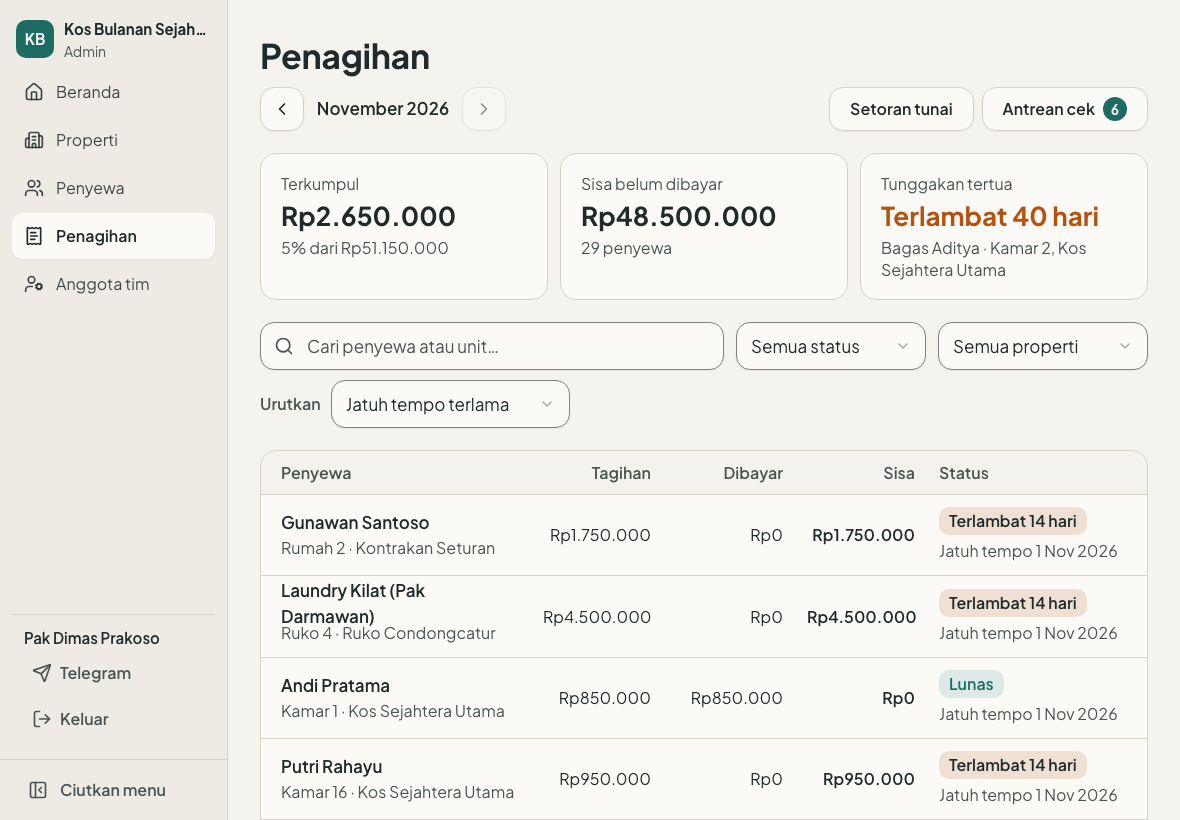 KB
Kos Bulanan Sejah…
Admin
Beranda
Properti
Penyewa
Penagihan
Anggota tim
Pak Dimas Prakoso
Telegram
Keluar
Ciutkan menu
Penagihan
November 2026
Setoran tunai
Antrean cek 6
Terkumpul
Rp2.650.000
5% dari Rp51.150.000
Sisa belum dibayar
Rp48.500.000
29 penyewa
Tunggakan tertua
Terlambat 40 hari
Bagas Aditya · Kamar 2, Kos
Sejahtera Utama
Cari penyewa atau unit…
Semua status
Semua properti
Urutkan
Jatuh tempo terlama
Penyewa Tagihan Dibayar Sisa Status
Gunawan Santoso
Rumah 2 · Kontrakan Seturan
Rp1.750.000 Rp0 Rp1.750.000
Terlambat 14 hari
Jatuh tempo 1 Nov 2026
Laundry Kilat (Pak
Darmawan)
Ruko 4 · Ruko Condongcatur
Rp4.500.000 Rp0 Rp4.500.000
Terlambat 14 hari
Jatuh tempo 1 Nov 2026
Andi Pratama
Kamar 1 · Kos Sejahtera Utama
Rp850.000 Rp850.000 Rp0
Lunas
Jatuh tempo 1 Nov 2026
Putri Rahayu
Kamar 16 · Kos Sejahtera Utama
Rp950.000 Rp0 Rp950.000
Terlambat 14 hari
Jatuh tempo 1 Nov 2026